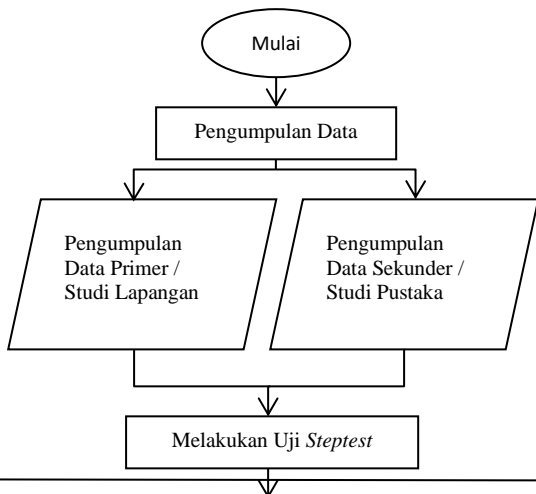 Mulai
Pengumpulan Data
Pengumpulan
Data Primer /
Studi Lapangan
Pengumpulan
Data Sekunder /
Studi Pustaka
Melakukan Uji Steptest